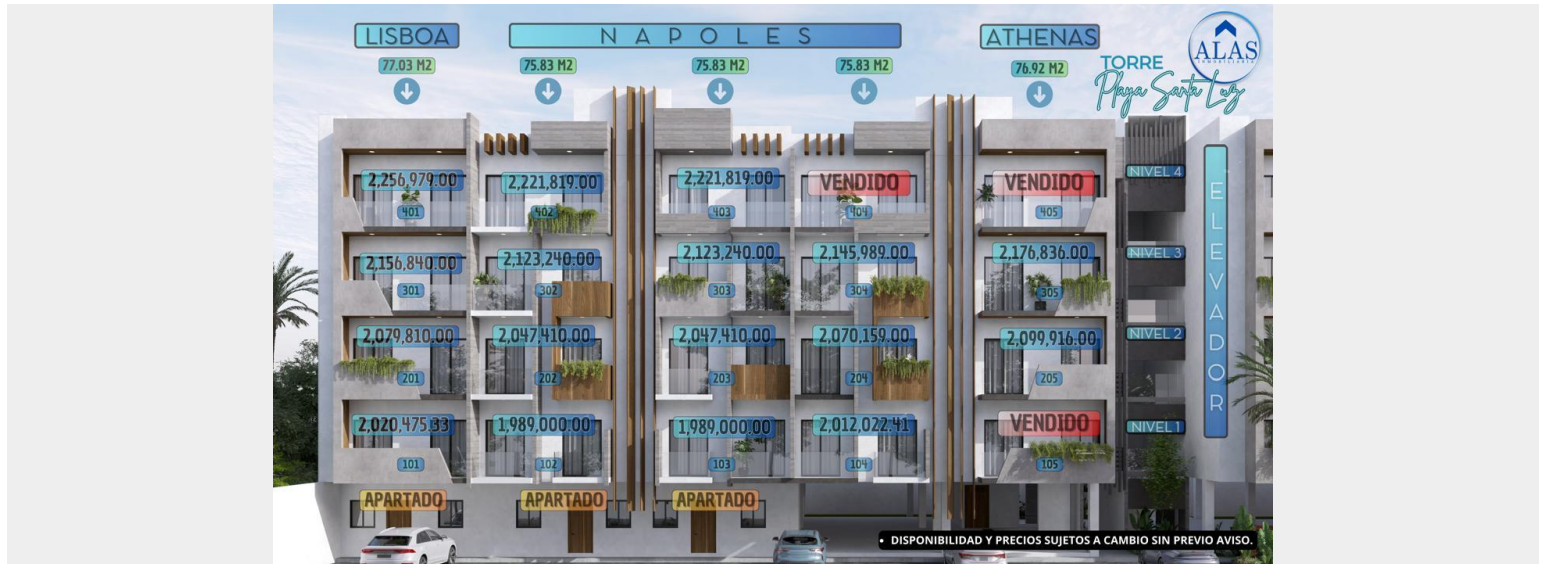 LISBOA
NAPOLES
ATHENAS
ALAS
INMOBILIARIA
TORRE
Playa Santa Luz
77.03 M2
75.83 M2
75.83 M2
75.83 M2
76.92 M2
2,256,979.00
2,221,819.00
2,221,819.00
VENDIDO
VENDIDO
NIVEL 4
401
402
403
404
405
2,156,840.00
2,123,240.00
2,123,240.00
2,145,989.00
2,176,836.00
NIVEL 3
301
302
303
304
305
2,079,810.00
2,047,410.00
2,047,410.00
2,070,159.00
2,099,916.00
NIVEL 2
201
202
203
204
205
2,020,475.33
1,989,000.00
1,989,000.00
2,012,022.41
VENDIDO
NIVEL 1
101
102
103
104
105
ELEVADOR
APARTADO
APARTADO
APARTADO
• DISPONIBILIDAD Y PRECIOS SUJETOS A CAMBIO SIN PREVIO AVISO.